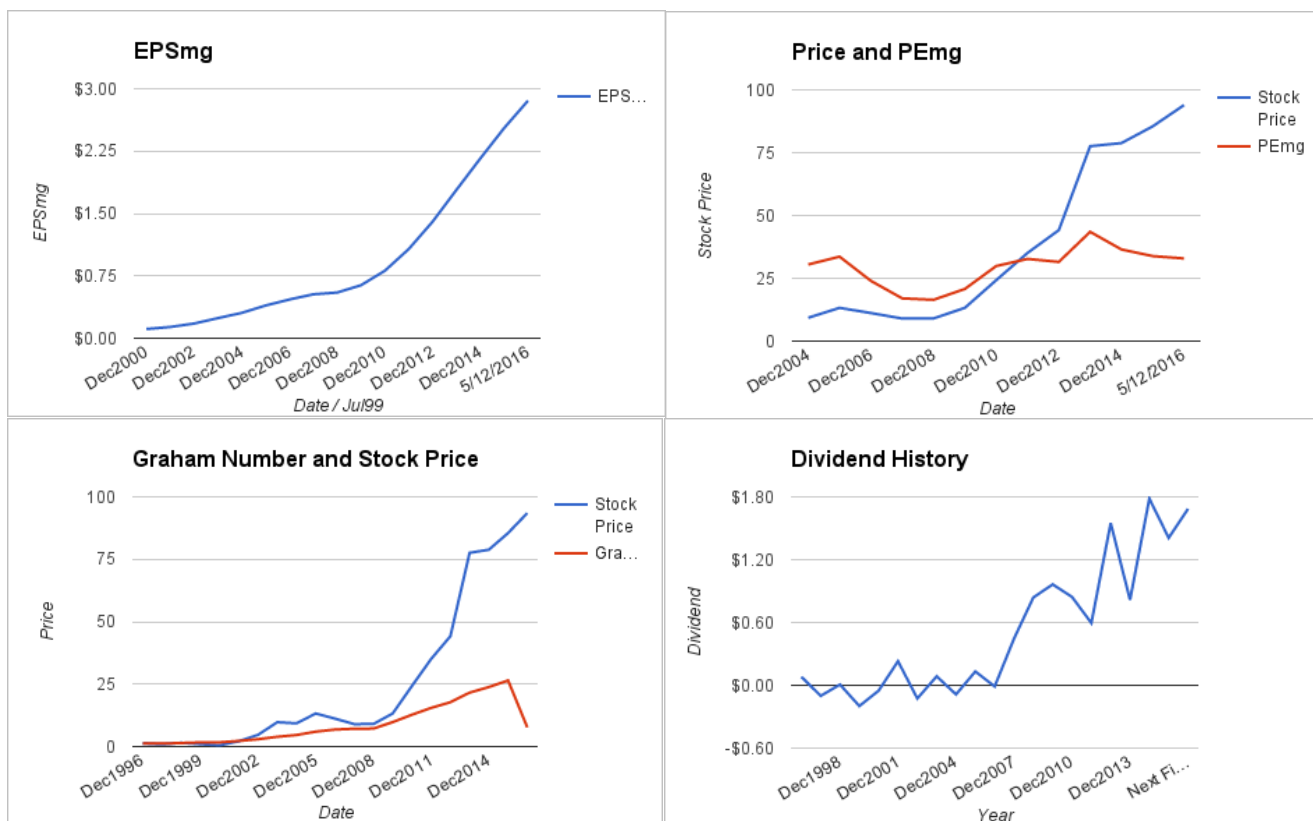 EPSmg
$3.00
$2.25
$1.50
$0.75
$0.00
EPSmg
EPS...
Dec2000
Dec2002
Dec2004
Dec2006
Dec2008
Dec2010
Dec2012
Dec2014
5/12/2016
Date / Jul99
Price and PEmg
100
75
50
25
0
Stock Price
Stock
Price
PEmg
Dec2004
Dec2006
Dec2008
Dec2010
Dec2012
Dec2014
5/12/2016
Date
Graham Number and Stock Price
100
75
50
25
0
Price
Stock
Price
Gra...
Dec1996
Dec1999
Dec2002
Dec2005
Dec2008
Dec2011
Dec2014
Date
Dividend History
$1.80
$1.20
$0.60
$0.00
-$0.60
Dividend
Dec1998
Dec2001
Dec2004
Dec2007
Dec2010
Dec2013
Next Fi...
Year